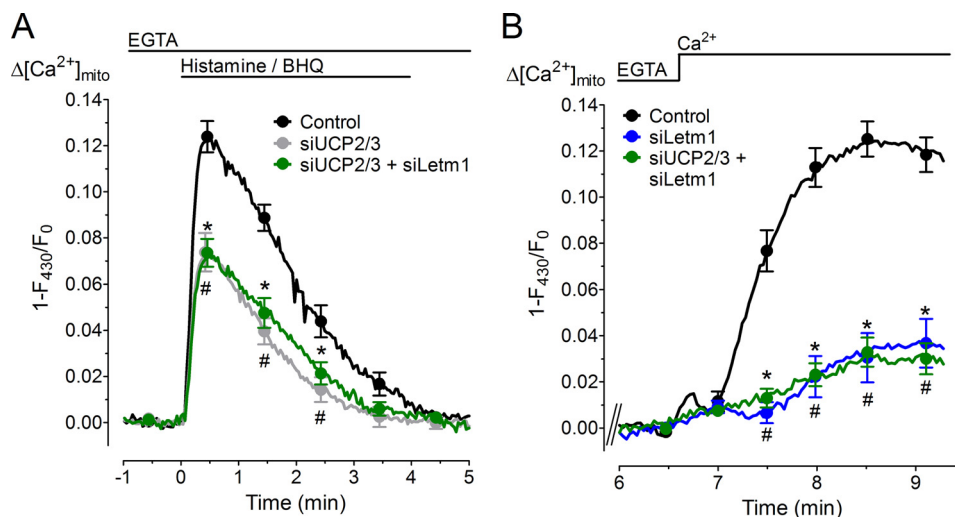 A
EGTA
Histamine / BHQ
Δ[Ca²⁺]mito
0.14
0.12
0.10
0.08
0.06
0.04
0.02
0.00
1-F430/F0
Control
siUCP2/3
siUCP2/3 + siLetm1
*
#
*
#
*
#
-1 0 1 2 3 4 5
Time (min)
B
Ca²⁺
EGTA
Δ[Ca²⁺]mito
0.14
0.12
0.10
0.08
0.06
0.04
0.02
0.00
1-F430/F0
Control
siLetm1
siUCP2/3 +
siLetm1
* * * *
# # # #
6 7 8 9
Time (min)